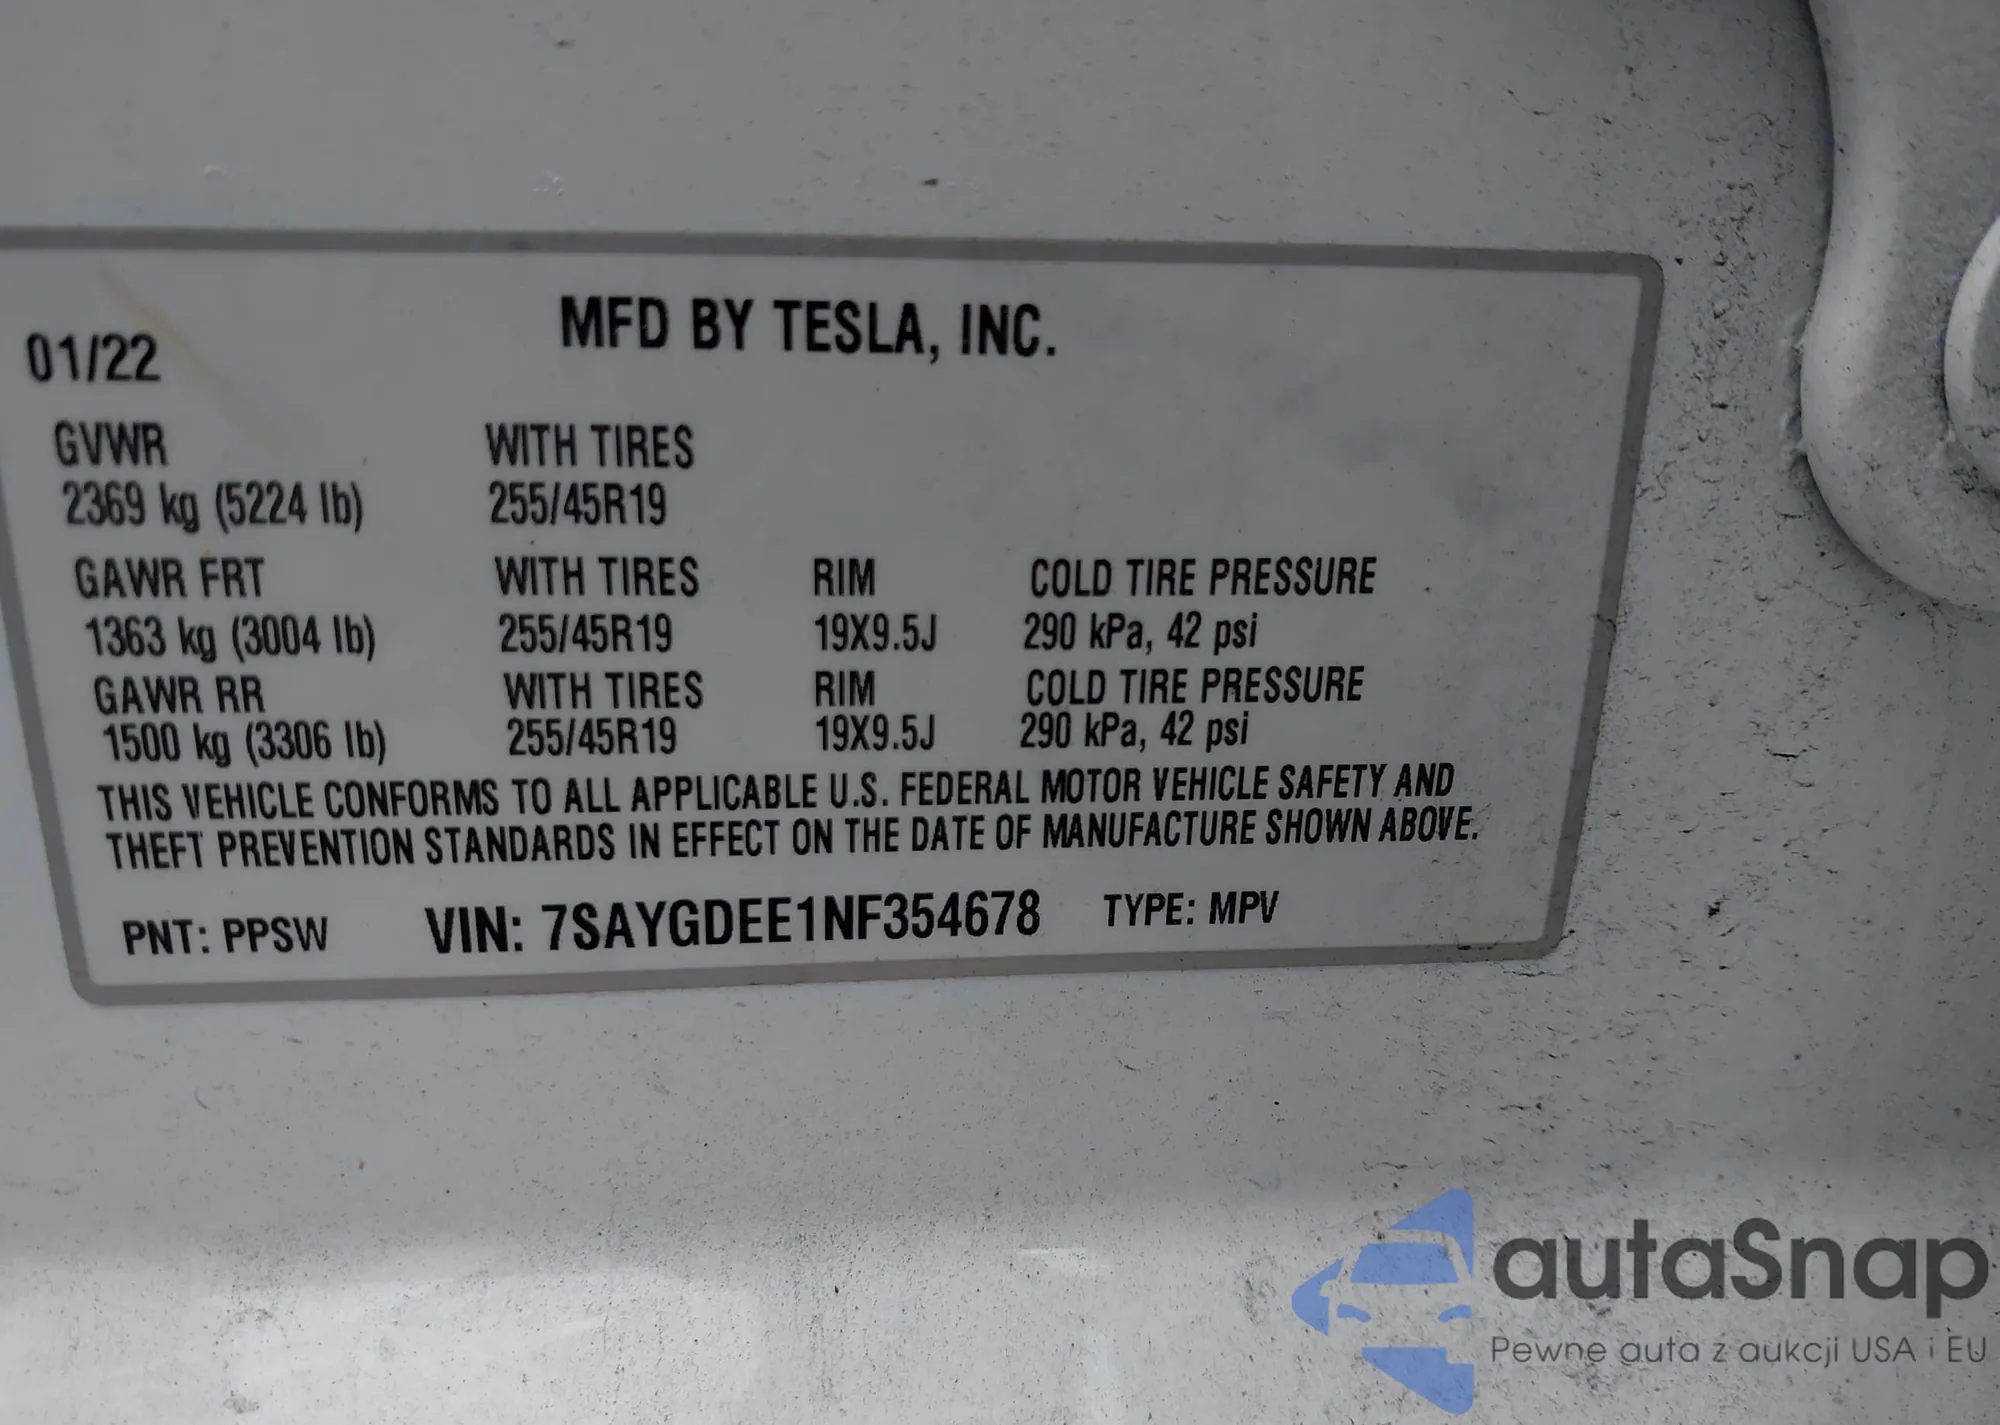 MFD BY TESLA, INC.
01/22
GVWR WITH TIRES
2369 kg (5224 lb) 255/45R19
GAWR FRT WITH TIRES RIM COLD TIRE PRESSURE
1363 kg (3004 lb) 255/45R19 19X9.5J 290 kPa, 42 psi
GAWR RR WITH TIRES RIM COLD TIRE PRESSURE
1500 kg (3306 lb) 255/45R19 19X9.5J 290 kPa, 42 psi
THIS VEHICLE CONFORMS TO ALL APPLICABLE U.S. FEDERAL MOTOR VEHICLE SAFETY AND
THEFT PREVENTION STANDARDS IN EFFECT ON THE DATE OF MANUFACTURE SHOWN ABOVE.
PNT: PPSW VIN: 7SAYGDEE1NF354678 TYPE: MPV
autaSnap
Pewne auta z aukcji USA i EU